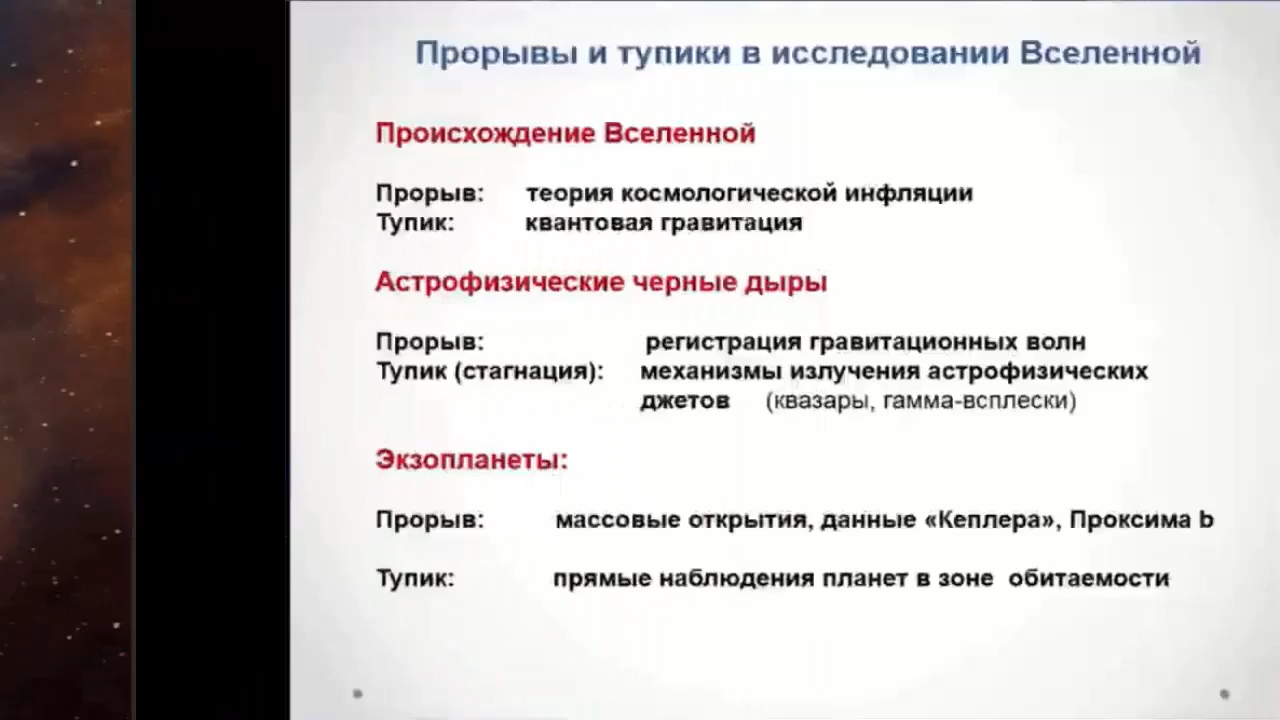 Прорывы и тупики в исследовании Вселенной
Происхождение Вселенной
Прорыв: теория космологической инфляции
Тупик: квантовая гравитация
Астрофизические черные дыры
Прорыв: регистрация гравитационных волн
Тупик (стагнация): механизмы излучения астрофизических
джетов (квазары, гамма-всплески)
Экзопланеты:
Прорыв: массовые открытия, данные «Кеплера», Проксима b
Тупик: прямые наблюдения планет в зоне обитаемости